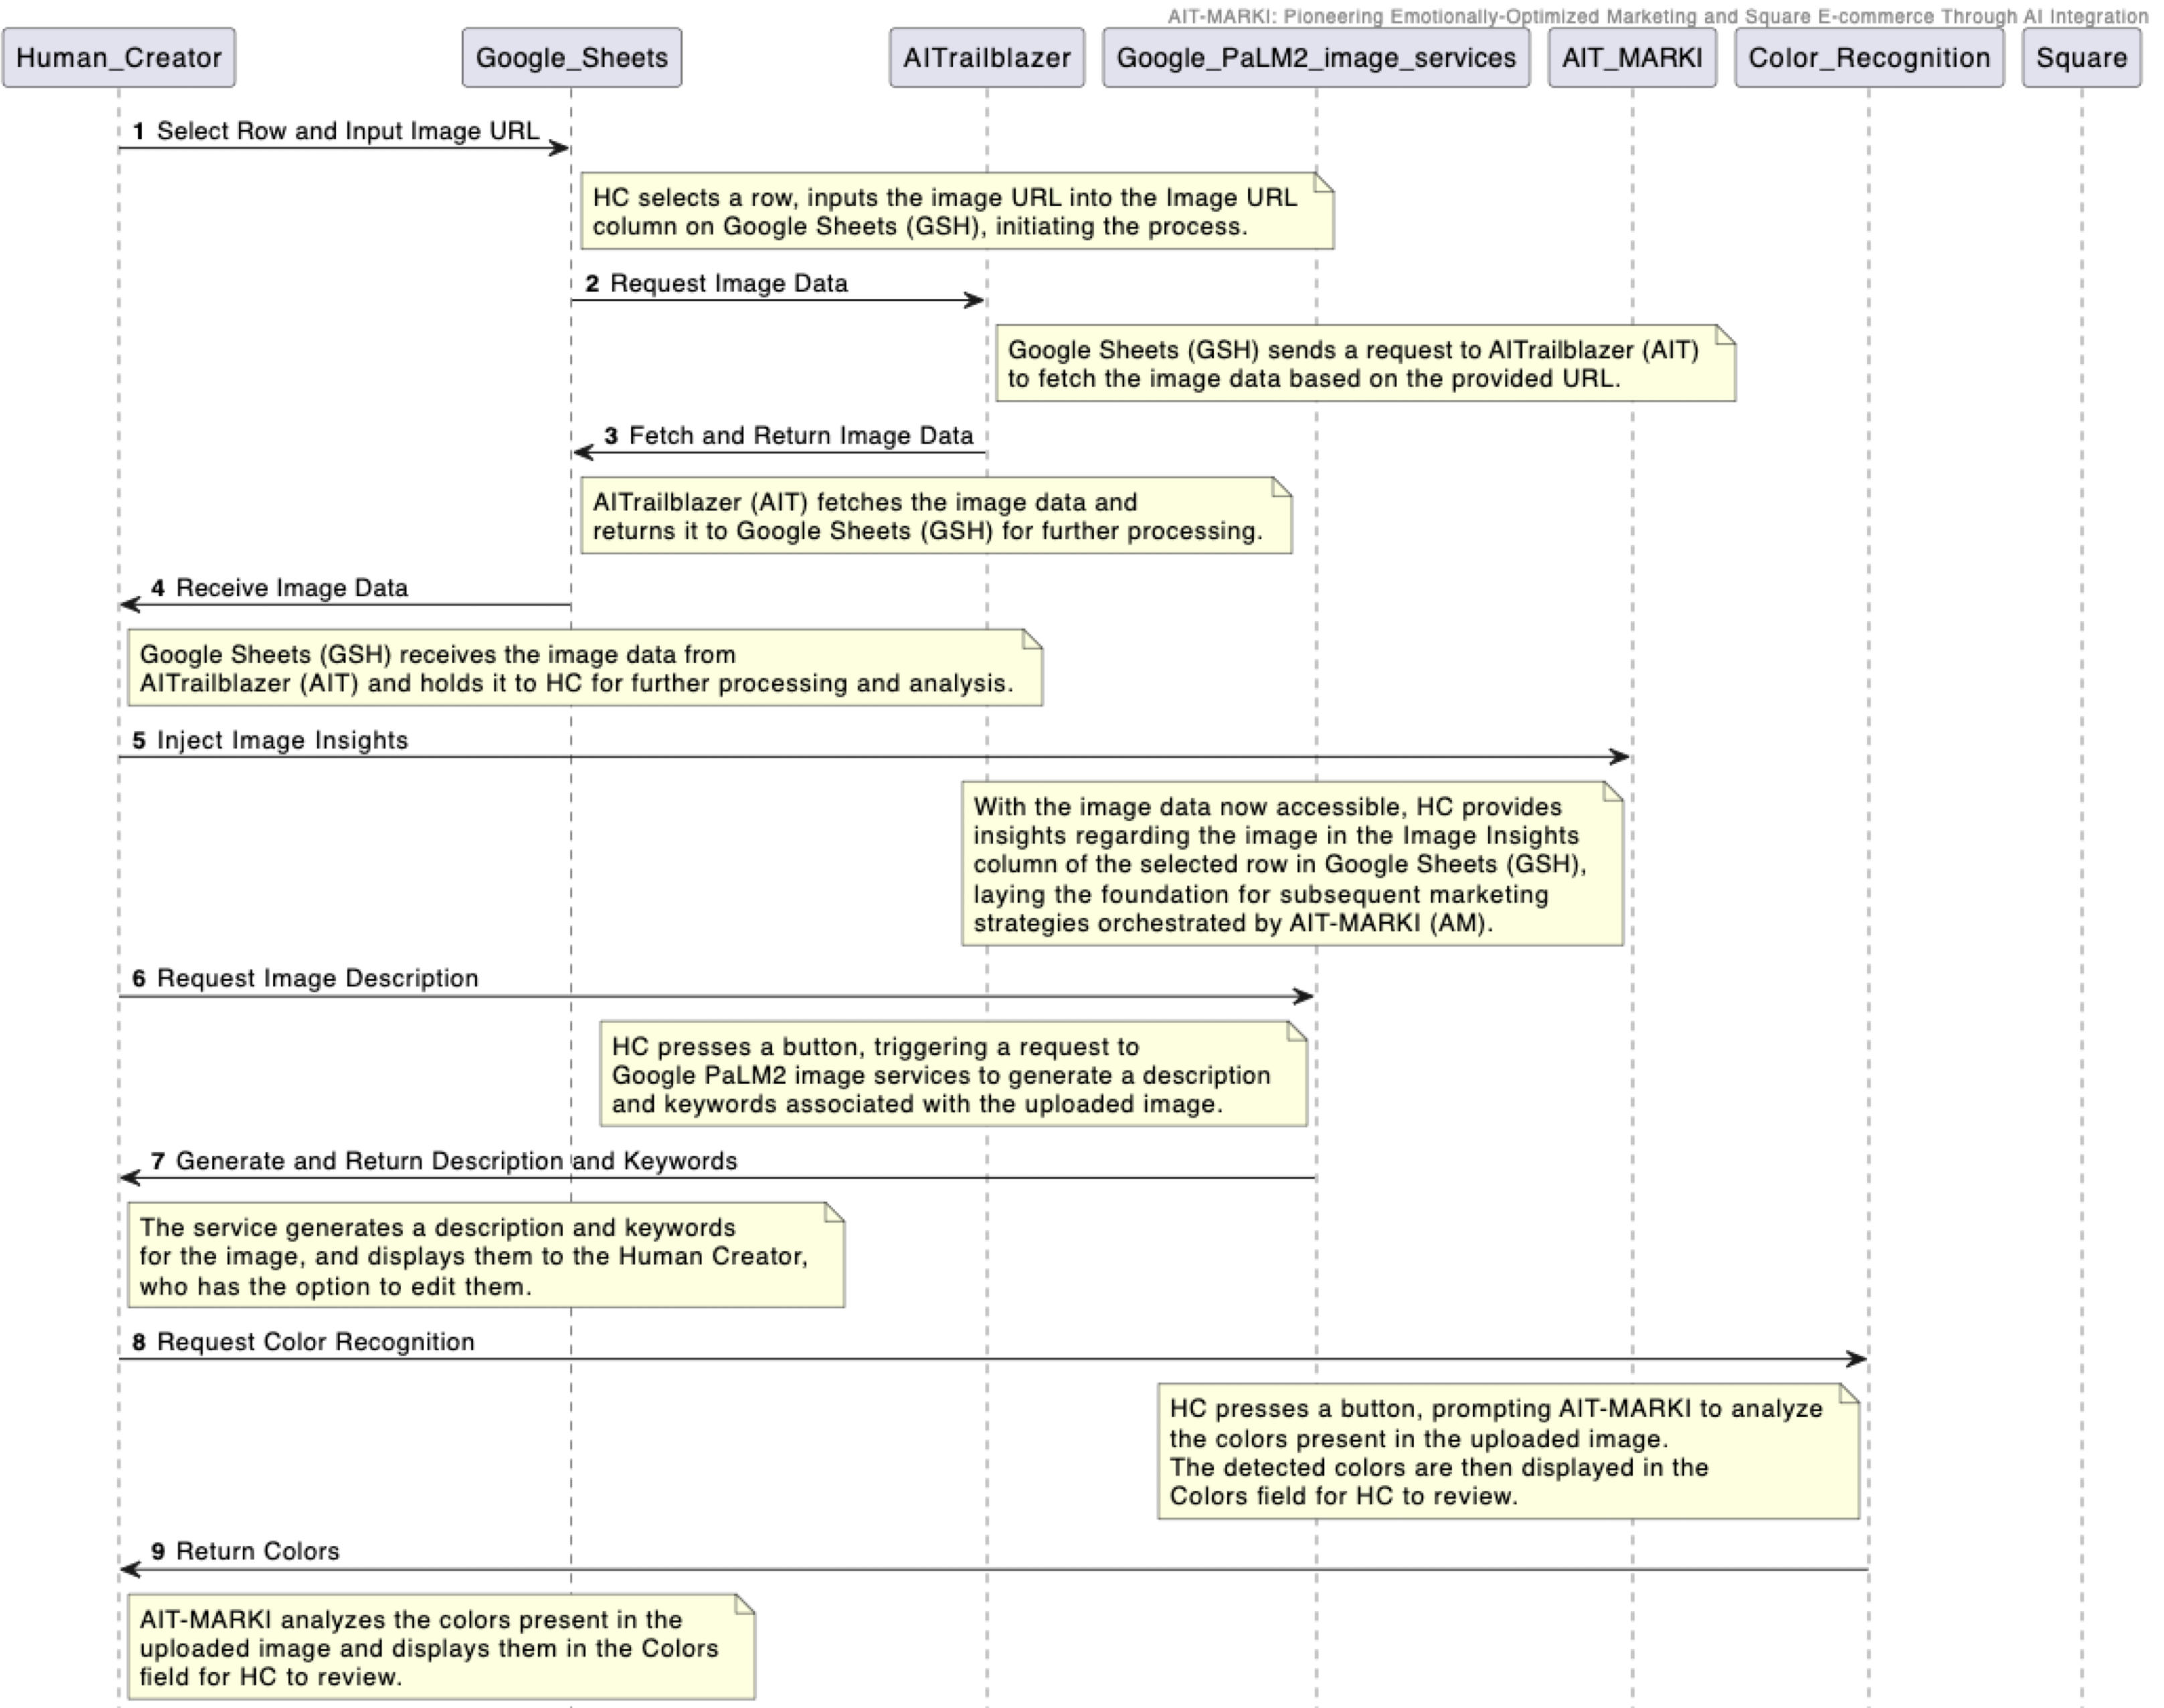 AIT-MARKI: Pioneering Emotionally-Optimized Marketing and Square E-commerce Through AI Integration
Human_Creator
Google_Sheets
AITrailblazer
Google_PaLM2_image_services
AIT_MARKI
Color_Recognition
Square
1 Select Row and Input Image URL
HC selects a row, inputs the image URL into the Image URL
column on Google Sheets (GSH), initiating the process.
2 Request Image Data
Google Sheets (GSH) sends a request to AITrailblazer (AIT)
to fetch the image data based on the provided URL.
3 Fetch and Return Image Data
AITrailblazer (AIT) fetches the image data and
returns it to Google Sheets (GSH) for further processing.
4 Receive Image Data
Google Sheets (GSH) receives the image data from
AITrailblazer (AIT) and holds it to HC for further processing and analysis.
5 Inject Image Insights
With the image data now accessible, HC provides
insights regarding the image in the Image Insights
column of the selected row in Google Sheets (GSH),
laying the foundation for subsequent marketing
strategies orchestrated by AIT-MARKI (AM).
6 Request Image Description
HC presses a button, triggering a request to
Google PaLM2 image services to generate a description
and keywords associated with the uploaded image.
7 Generate and Return Description and Keywords
The service generates a description and keywords
for the image, and displays them to the Human Creator,
who has the option to edit them.
8 Request Color Recognition
HC presses a button, prompting AIT-MARKI to analyze
the colors present in the uploaded image.
The detected colors are then displayed in the
Colors field for HC to review.
9 Return Colors
AIT-MARKI analyzes the colors present in the
uploaded image and displays them in the Colors
field for HC to review.